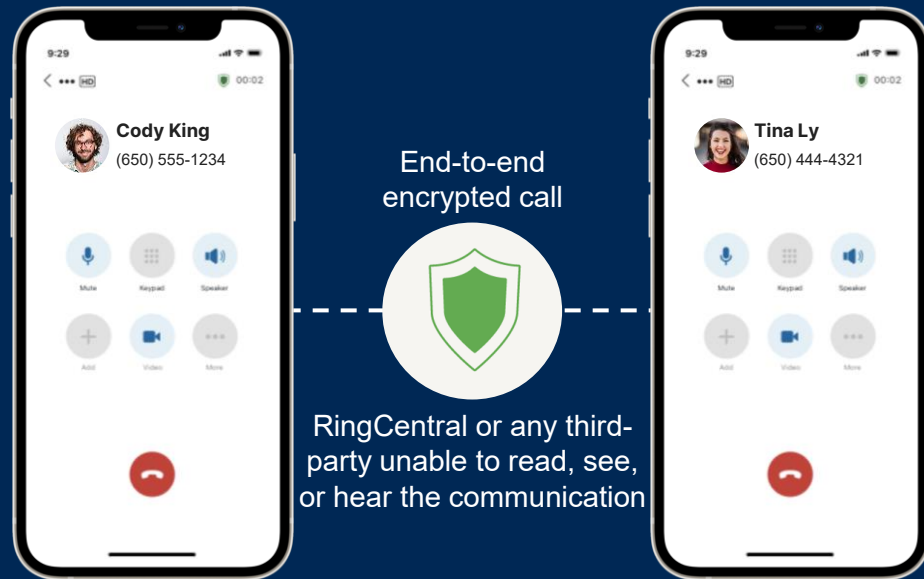 9:29
HD
00:02
Cody King
(650) 555-1234
Mute
Keypad
Speaker
Add
Video
More
End-to-end
encrypted call
RingCentral or any third-
party unable to read, see,
or hear the communication
9:29
HD
00:02
Tina Ly
(650) 444-4321
Mute
Keypad
Speaker
Add
Video
More